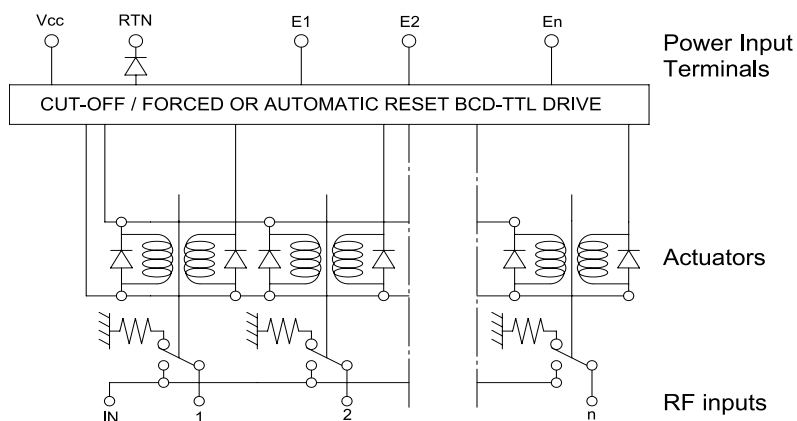 Vcc RTN E1 E2 En
Power Input
Terminals
CUT-OFF / FORCED OR AUTOMATIC RESET BCD-TTL DRIVE
Actuators
IN 1 2 n
RF inputs